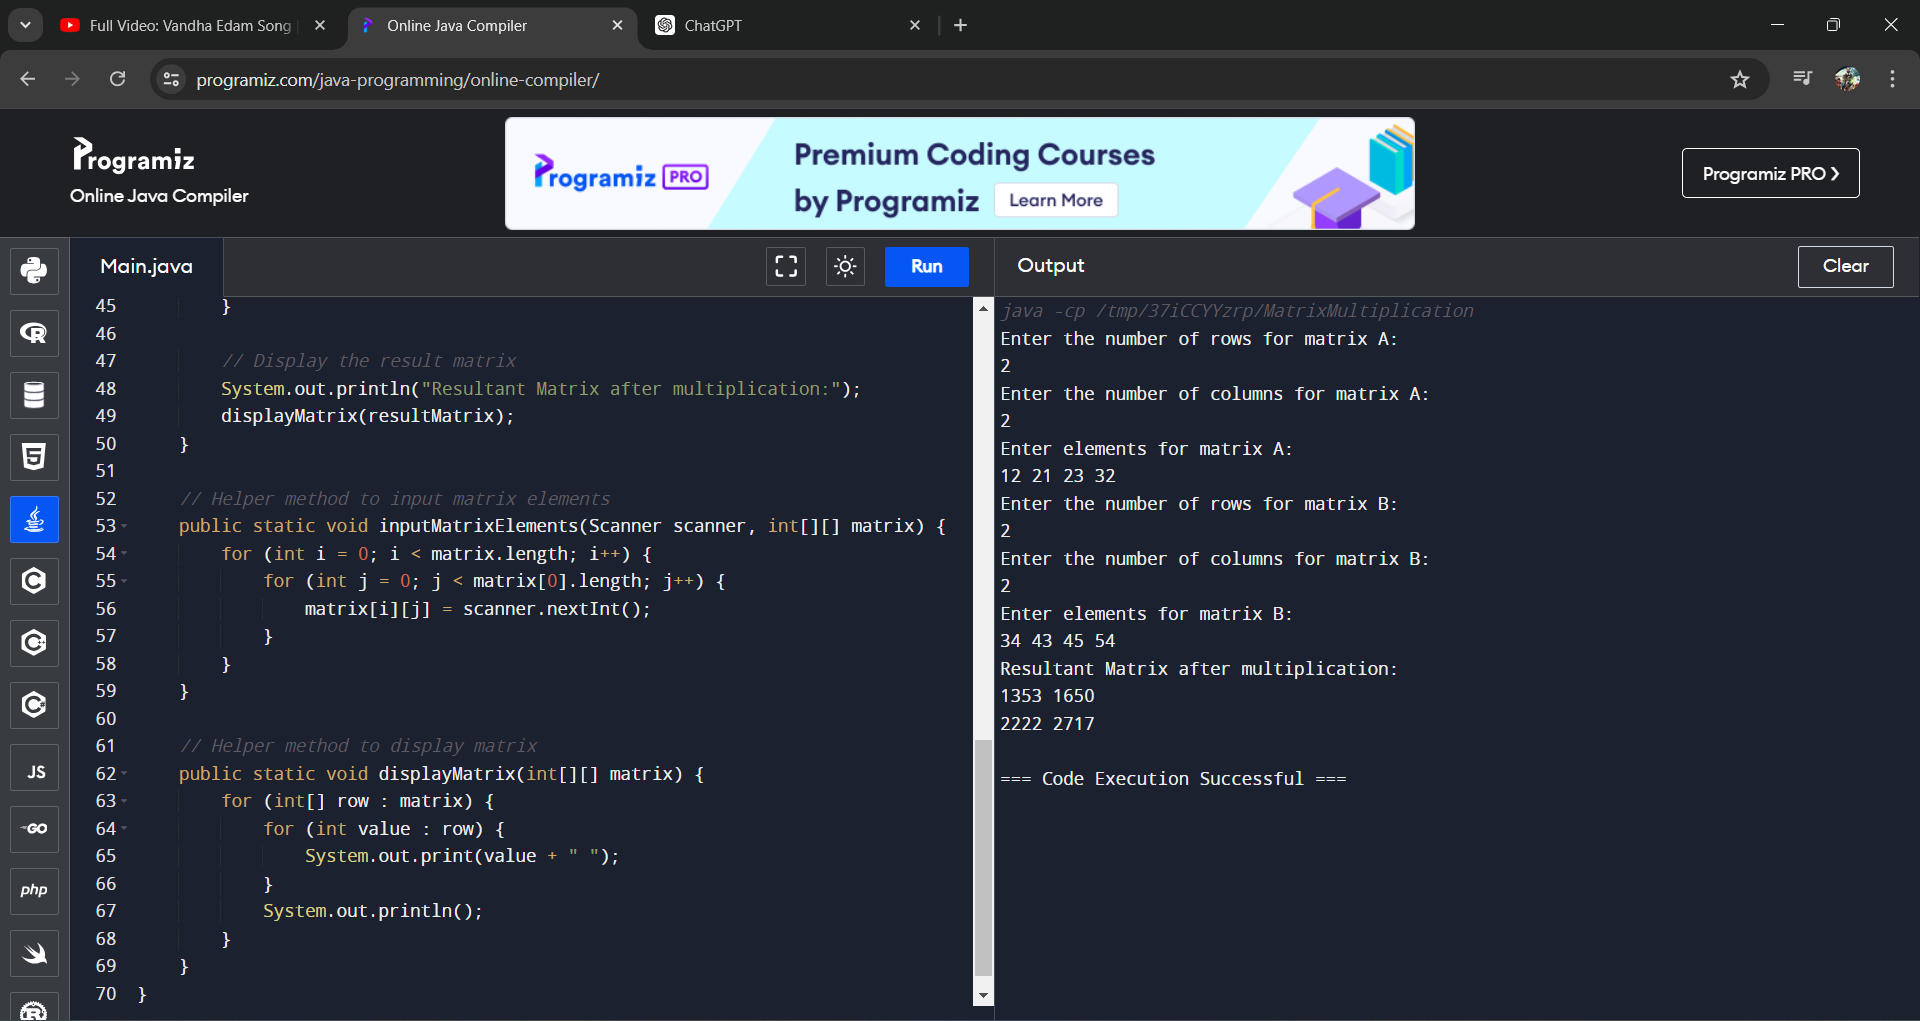 Full Video: Vandha Edam Song
Online Java Compiler
ChatGPT
programiz.com/java-programming/online-compiler/
Programiz
Online Java Compiler
Programiz PRO
Premium Coding Courses
by Programiz
Learn More
Programiz PRO
Main.java
Run
Output
Clear
45 }
46
47 // Display the result matrix
48 System.out.println("Resultant Matrix after multiplication:");
49 displayMatrix(resultMatrix);
50 }
51
52 // Helper method to input matrix elements
53 public static void inputMatrixElements(Scanner scanner, int[][] matrix) {
54 for (int i = 0; i < matrix.length; i++) {
55 for (int j = 0; j < matrix[0].length; j++) {
56 matrix[i][j] = scanner.nextInt();
57 }
58 }
59 }
60
61 // Helper method to display matrix
62 public static void displayMatrix(int[][] matrix) {
63 for (int[] row : matrix) {
64 for (int value : row) {
65 System.out.print(value + " ");
66 }
67 System.out.println();
68 }
69 }
70 }
java -cp /tmp/37iCCYYzrp/MatrixMultiplication
Enter the number of rows for matrix A:
2
Enter the number of columns for matrix A:
2
Enter elements for matrix A:
12 21 23 32
Enter the number of rows for matrix B:
2
Enter the number of columns for matrix B:
2
Enter elements for matrix B:
34 43 45 54
Resultant Matrix after multiplication:
1353 1650
2222 2717
=== Code Execution Successful ===
R
5
C
C
C
JS
GO
php
R